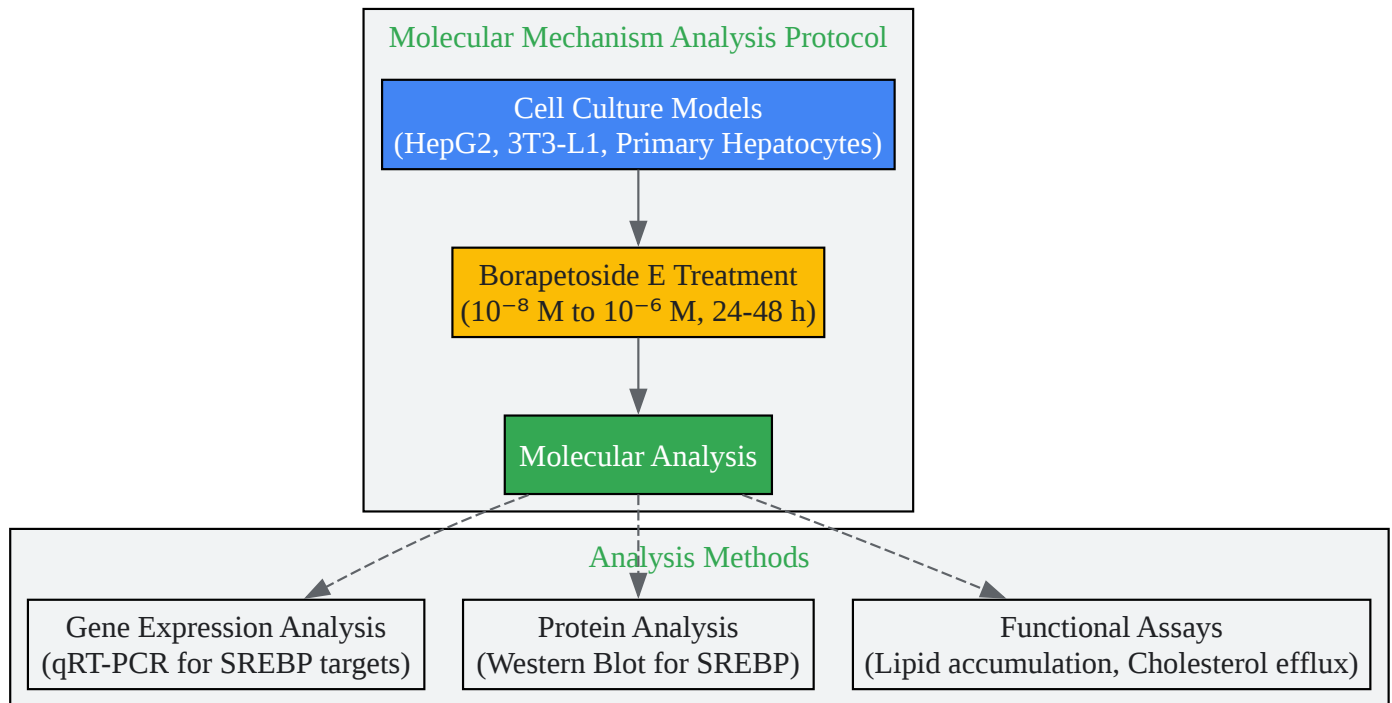 Molecular Mechanism Analysis Protocol
Cell Culture Models
(HepG2, 3T3-L1, Primary Hepatocytes)
Borapetoside E Treatment
(10⁻⁸ M to 10⁻⁶ M, 24-48 h)
Molecular Analysis
Analysis Methods
Gene Expression Analysis
(qRT-PCR for SREBP targets)
Protein Analysis
(Western Blot for SREBP)
Functional Assays
(Lipid accumulation, Cholesterol efflux)